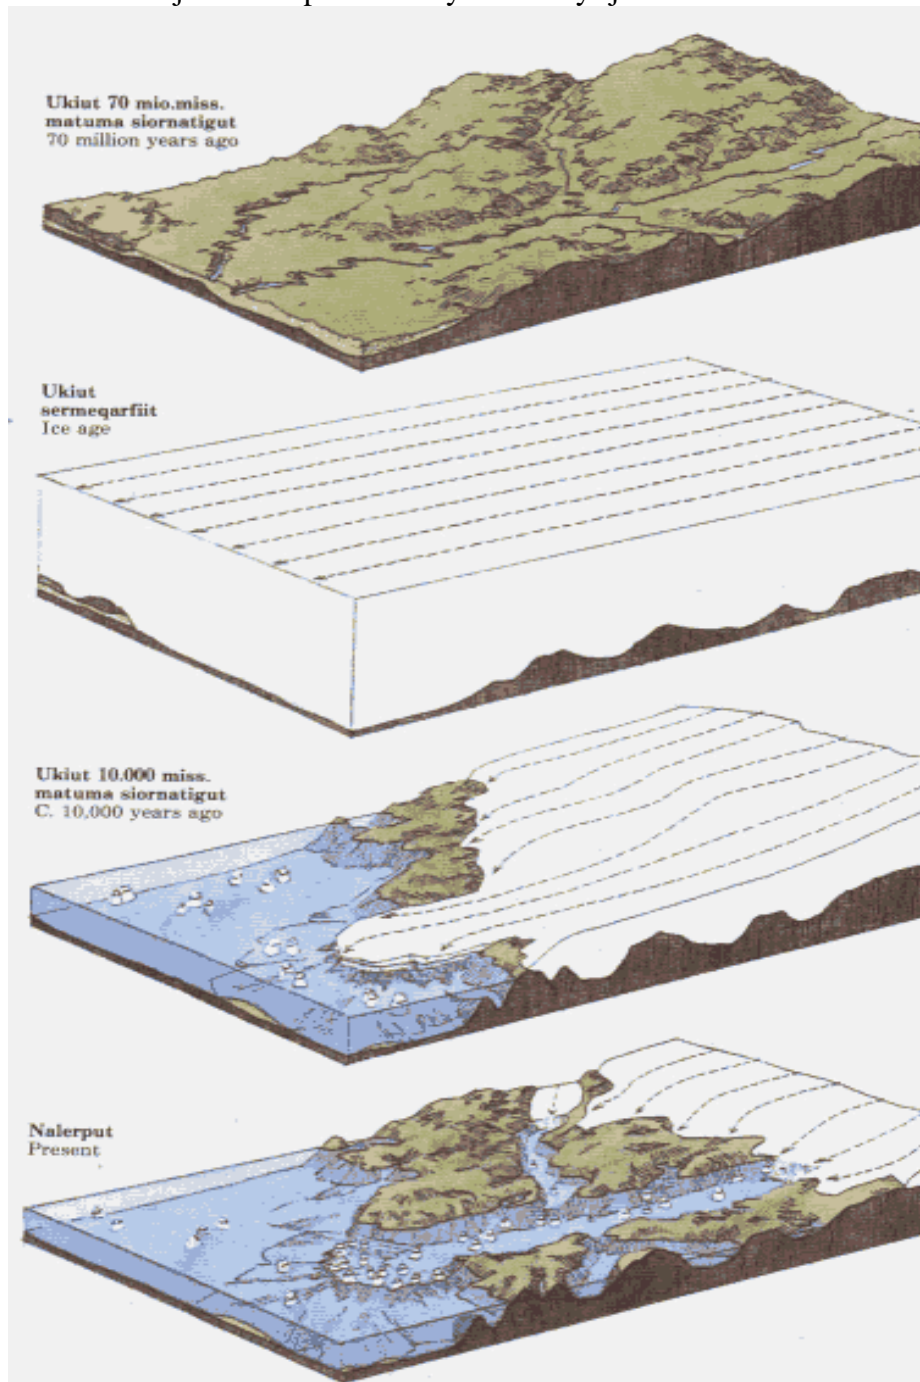 Ukiut 70 mio.miss.
matuma siornatigut
70 million years ago
Ukiut
sermeqarfiit
Ice age
Ukiut 10.000 miss.
matuma siornatigut
C. 10,000 years ago
Nalerput
Present